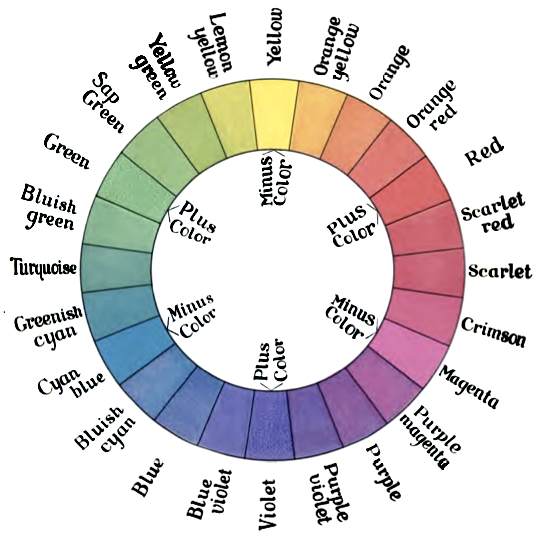 Yellow
Orange
yellow
Orange
Orange
red
Red
Scarlet
red
Scarlet
Crimson
Magenta
Purple
magenta
Purple
Purple
violet
Violet
Blue
violet
Blue
Bluish
cyan
Cyan
blue
Greenish
cyan
Turquoise
Bluish
green
Green
Sap
Green
Yellow
green
Lemon
yellow
Minus
Color
Plus
Color
Minus
Color
Plus
Color
Minus
Color
Plus
Color